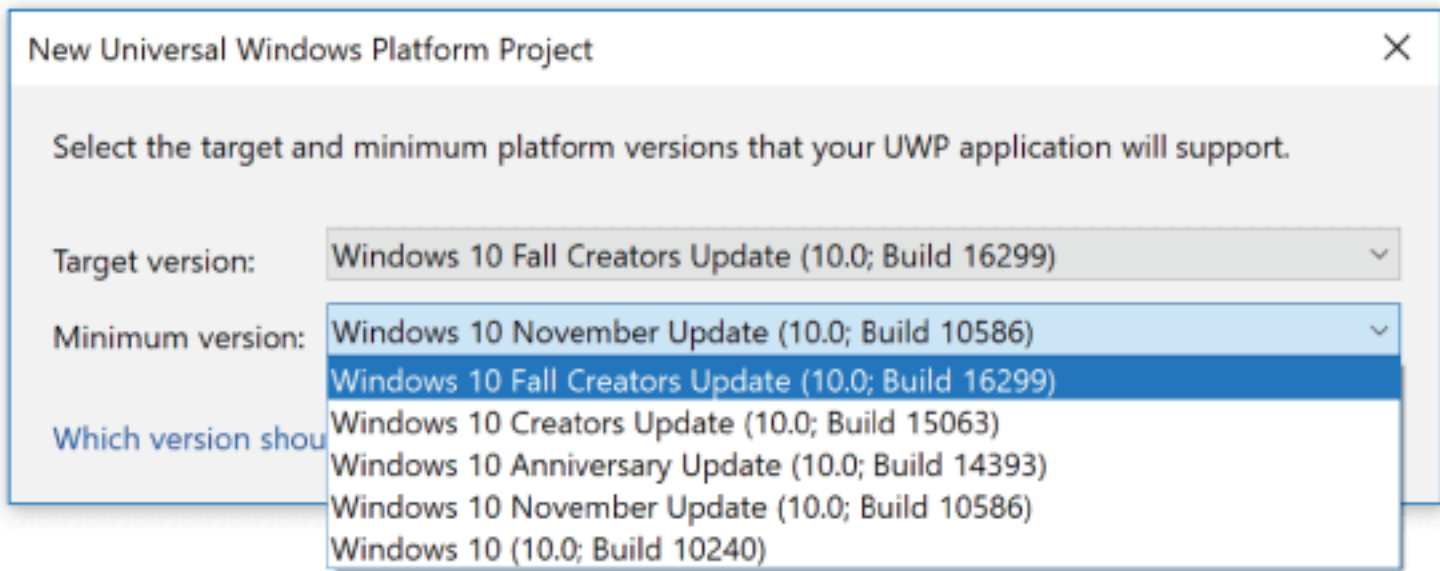 New Universal Windows Platform Project
Select the target and minimum platform versions that your UWP application will support.
Target version: Windows 10 Fall Creators Update (10.0; Build 16299)
Minimum version: Windows 10 November Update (10.0; Build 10586)
Windows 10 Fall Creators Update (10.0; Build 16299)
Windows 10 Creators Update (10.0; Build 15063)
Which version shou
Windows 10 Anniversary Update (10.0; Build 14393)
Windows 10 November Update (10.0; Build 10586)
Windows 10 (10.0; Build 10240)